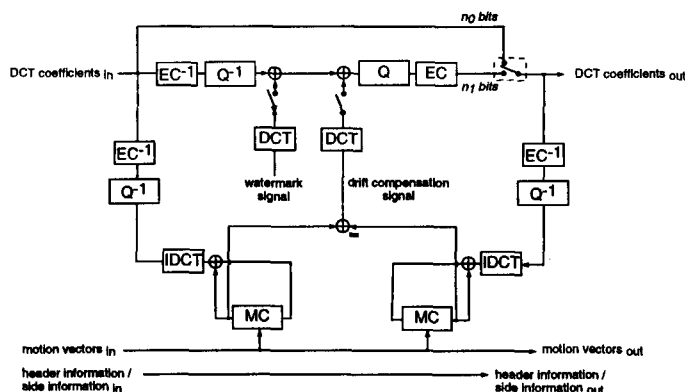 n0 bits
DCT coefficients in
EC-1
Q-1
Q
EC
n1 bits
DCT coefficients out
DCT
DCT
EC-1
EC-1
watermark
signal
drift compensation
signal
Q-1
Q-1
IDCT
IDCT
MC
MC
motion vectors in
motion vectors out
header information /
side information in
header information /
side information out